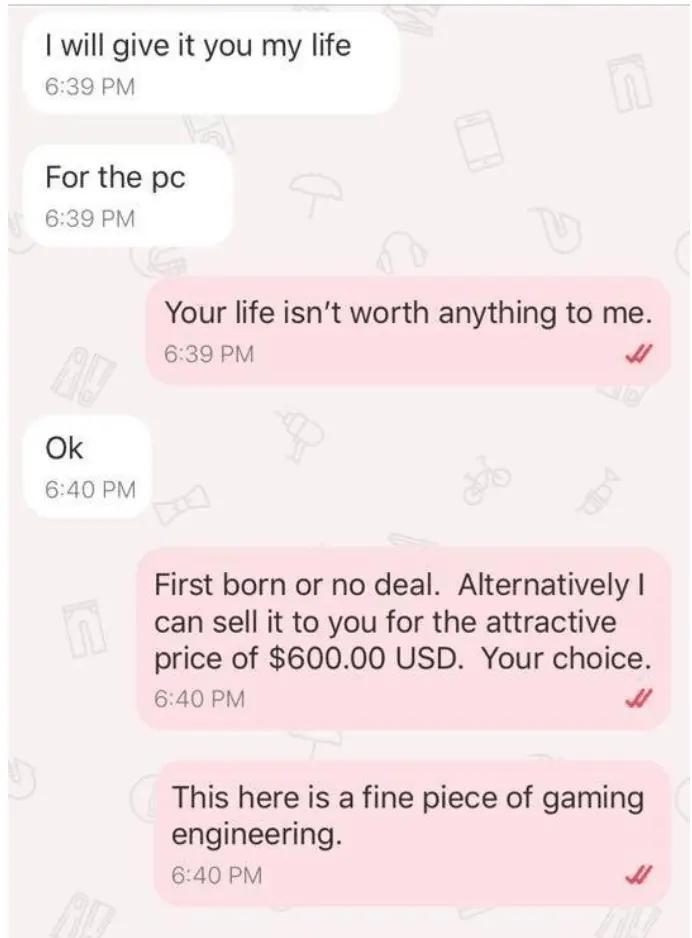 I will give it you my life
6:39 PM
For the pc
6:39 PM
Your life isn’t worth anything to me.
6:39 PM
Ok
6:40 PM
First born or no deal.  Alternatively I
can sell it to you for the attractive
price of $600.00 USD.  Your choice.
6:40 PM
This here is a fine piece of gaming
engineering.
6:40 PM